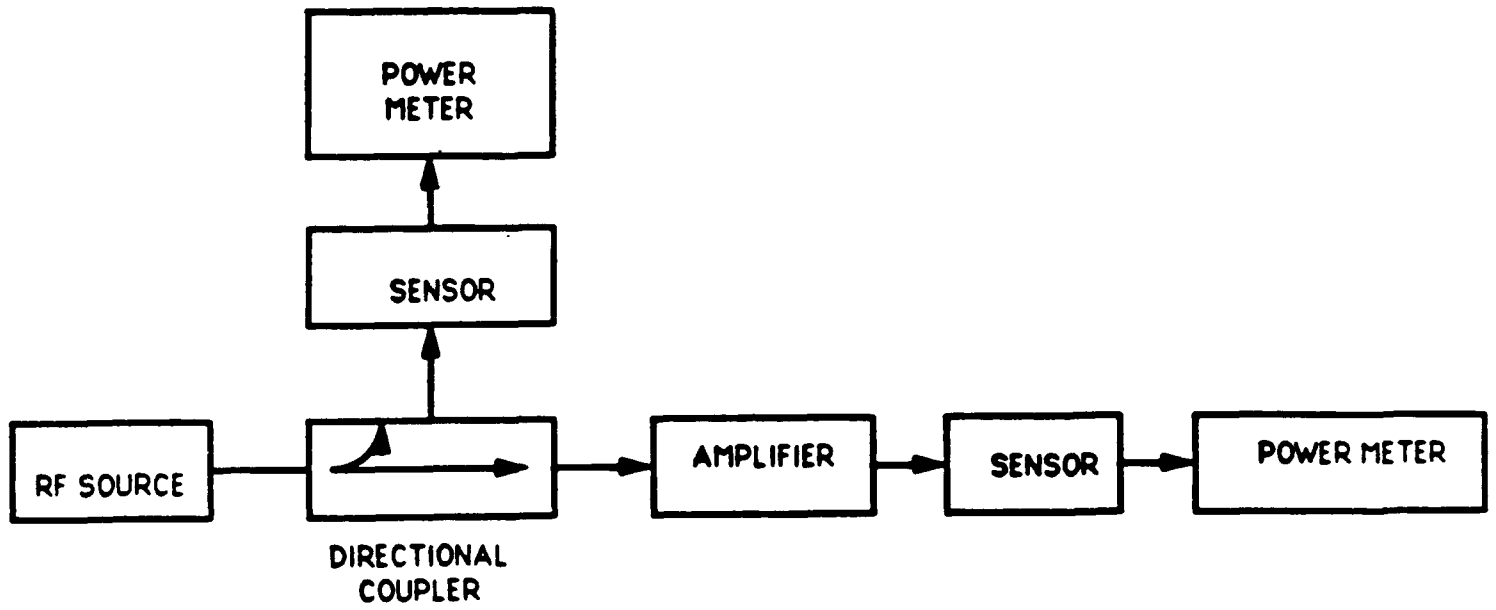 POWER
METER
SENSOR
RF SOURCE
DIRECTIONAL
COUPLER
AMPLIFIER
SENSOR
POWER METER